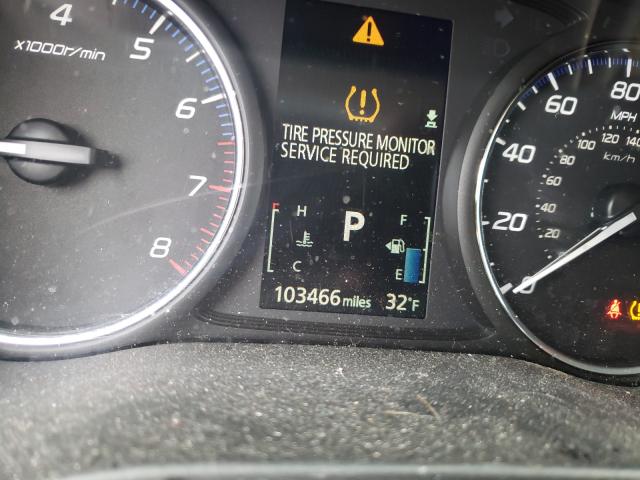 4
5
x1000r/min
6
7
8
TIRE PRESSURE MONITOR
SERVICE REQUIRED
H
F
P
C
E
103466 miles 32°F
80
60
MPH
40
100 120 140
80
km/h
60
40
20
20
0